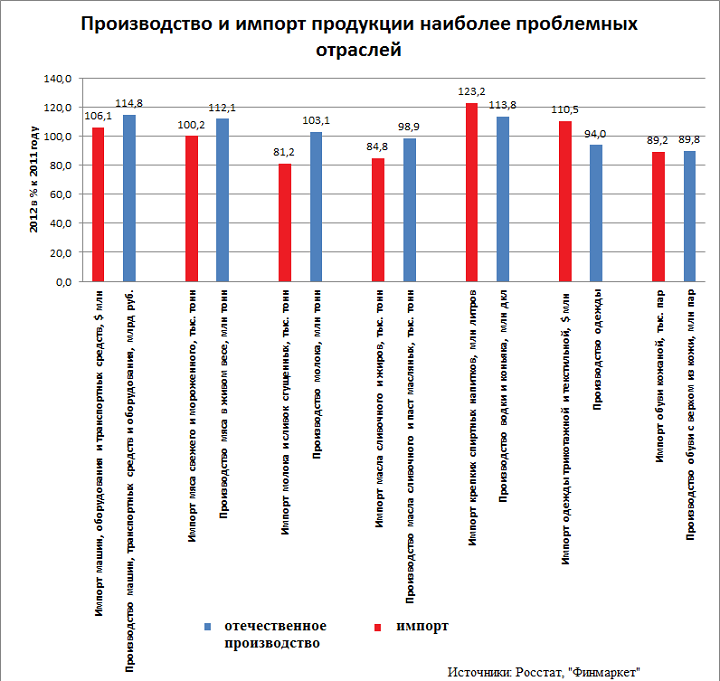 Производство и импорт продукции наиболее проблемных
отраслей
2012 в % к 2011 году
140,0
120,0
100,0
80,0
60,0
40,0
20,0
0,0
106,1
114,8
100,2
112,1
81,2
103,1
84,8
98,9
123,2
113,8
110,5
94,0
89,2
89,8
Импорт машин, оборудования и транспортных средств, $ млн
Производство машин, транспортных средств и оборудования, млрд руб.
Импорт мяса свежего и мороженного, тыс. тонн
Производство мяса в живом весе, млн тонн
Импорт молока и сливок сгущенных, тыс. тонн
Производство молока, млн тонн
Импорт масла сливочного и жиров, тыс. тонн
Производство масла сливочного и паст масляных, тыс. тонн
Импорт крепких спиртных напитков, млн литров
Производство водки и коньяка, млн дкл
Импорт одежды трикотажной и текстильной, $ млн
Производство одежды
Импорт обуви кожаной, тыс. пар
Производство обуви с верхом из кожи, млн пар
отечественное
производство
импорт
Источники: Росстат, "Финмаркет"